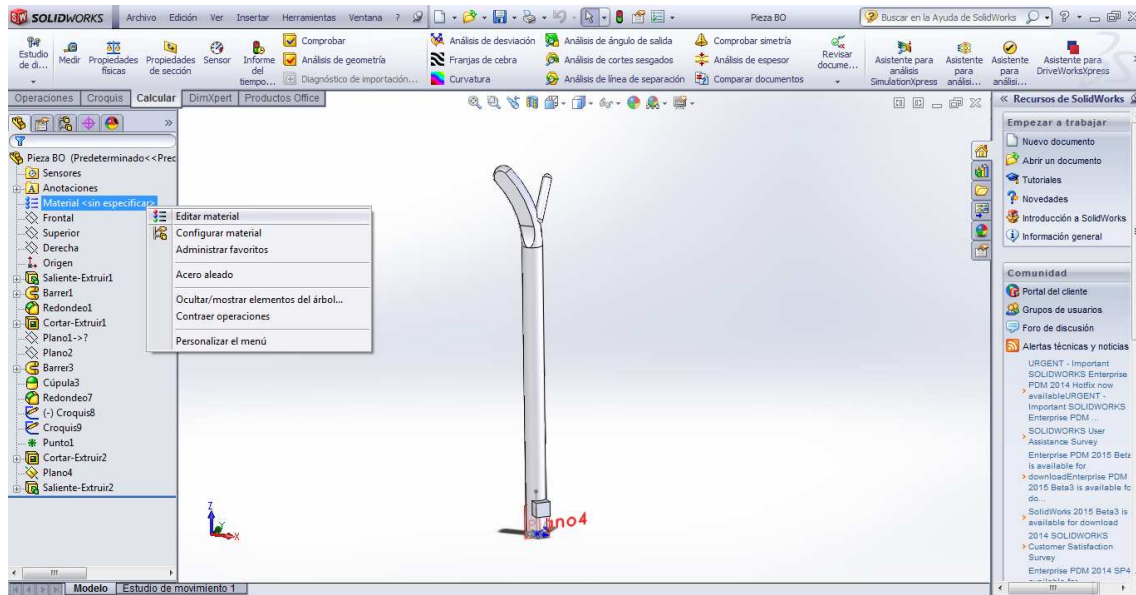 SOLIDWORKS
Archivo Edición Ver Insertar Herramientas Ventana ?
Pieza BO
Buscar en la Ayuda de SolidWorks
Estudio de di...
Medir
Propiedades físicas
Propiedades de sección
Sensor
Informe del tiempo...
Comprobar
Análisis de geometría
Diagnóstico de importación...
Análisis de desviación
Franjas de cebra
Curvatura
Análisis de ángulo de salida
Análisis de cortes sesgados
Análisis de línea de separación
Comprobar simetría
Análisis de espesor
Comparar documentos
Revisar docume...
Asistente para análisis SimulationXpress
Asistente para análisi...
Asistente para análisi...
Asistente para DriveWorksXpress
Operaciones Croquis Calcular DimXpert Productos Office
Pieza BO (Predeterminado<<Prec
Sensores
Anotaciones
Material <sin especificar>
Frontal
Superior
Derecha
Origen
Saliente-Extruir1
Barrer1
Redondeo1
Cortar-Extruir1
Plano1->?
Plano2
Barrer3
Cúpula3
Redondeo7
(-) Croquis8
Croquis9
Punto1
Cortar-Extruir2
Plano4
Saliente-Extruir2
Editar material
Configurar material
Administrar favoritos
Acero aleado
Ocultar/mostrar elementos del árbol...
Contraer operaciones
Personalizar el menú
Plano4
Z
Y
X
Modelo Estudio de movimiento 1
« Recursos de SolidWorks
Empezar a trabajar
Nuevo documento
Abrir un documento
Tutoriales
Novedades
Introducción a SolidWorks
Información general
Comunidad
Portal del cliente
Grupos de usuarios
Foro de discusión
Alertas técnicas y noticias
URGENT - Important
SOLIDWORKS Enterprise
PDM 2014 Hotfix now
availableURGENT -
Important SOLIDWORKS
Enterprise PDM ...
SOLIDWORKS User
Assistance Survey
Enterprise PDM 2015 Beta
is available for
downloadEnterprise PDM
2015 Beta3 is available fo
do...
SolidWorks 2015 Beta3 is
available for download
2014 SOLIDWORKS
Customer Satisfaction
Survey
Enterprise PDM 2014 SP4